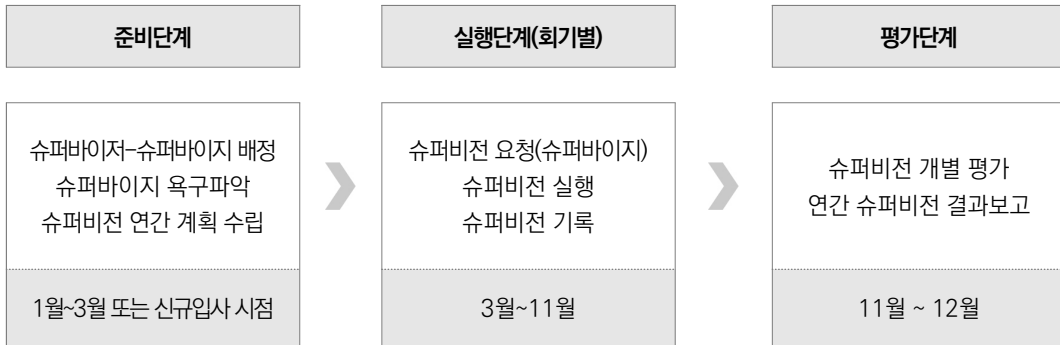 준비단계
슈퍼바이저-슈퍼바이지 배정
슈퍼바이지 욕구파악
슈퍼비전 연간 계획 수립
1월~3월 또는 신규입사 시점
실행단계(회기별)
슈퍼비전 요청(슈퍼바이지)
슈퍼비전 실행
슈퍼비전 기록
3월~11월
평가단계
슈퍼비전 개별 평가
연간 슈퍼비전 결과보고
11월 ~ 12월